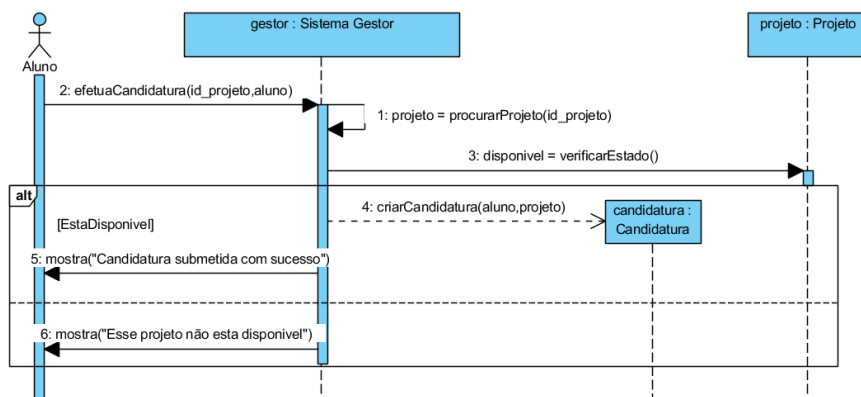 gestor : Sistema Gestor
projeto : Projeto
Aluno
2: efetuaCandidatura(id_projeto,aluno)
1: projeto = procurarProjeto(id_projeto)
3: disponivel = verificarEstado()
alt
4: criarCandidatura(aluno,projeto)
candidatura :
Candidatura
[EstaDisponivel]
5: mostra("Candidatura submetida com sucesso")
6: mostra("Esse projeto não esta disponivel")